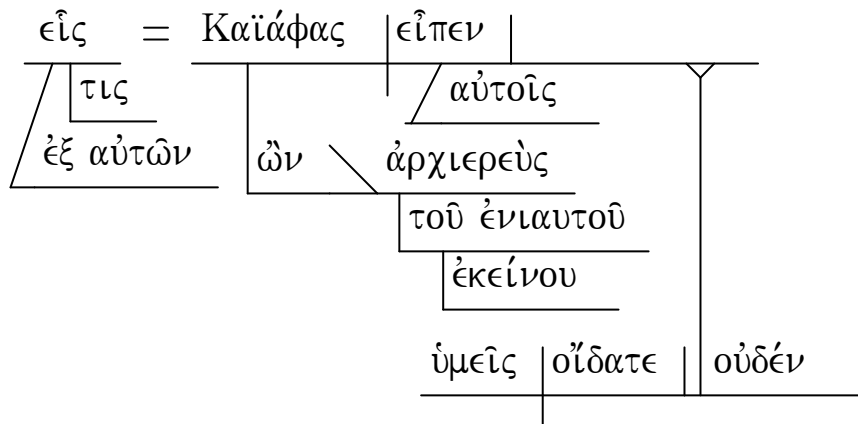 εἷς = Καϊάφας εἶπεν
τις αὐτοῖς
ἐξ αὐτῶν ὢν ἀρχιερεὺς
τοῦ ἐνιαυτοῦ
ἐκείνου
ὑμεῖς οἴδατε οὐδέν